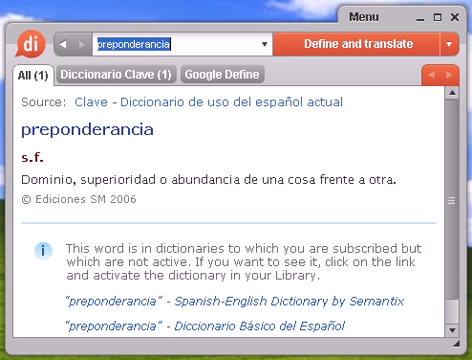 Menu
di
preponderancia
Define and translate
All (1)
Diccionario Clave (1)
Google Define
Source: Clave - Diccionario de uso del español actual
preponderancia
s.f.
Dominio, superioridad o abundancia de una cosa frente a otra.
© Ediciones SM 2006
i
This word is in dictionaries to which you are subscribed but
which are not active. If you want to see it, click on the link
and activate the dictionary in your Library.
"preponderancia" - Spanish-English Dictionary by Semantix
"preponderancia" - Diccionario Básico del Español